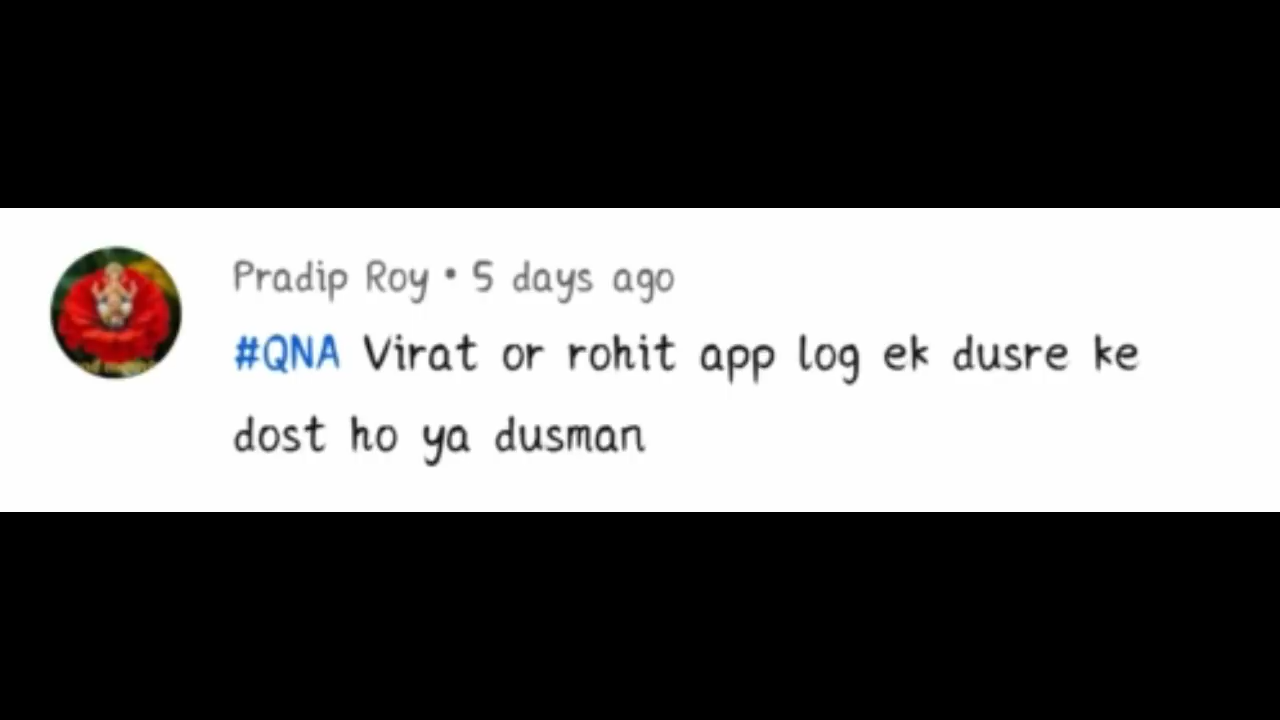 Pradip Roy • 5 days ago
#QNA Virat or rohit app log ek dusre ke
dost ho ya dusman